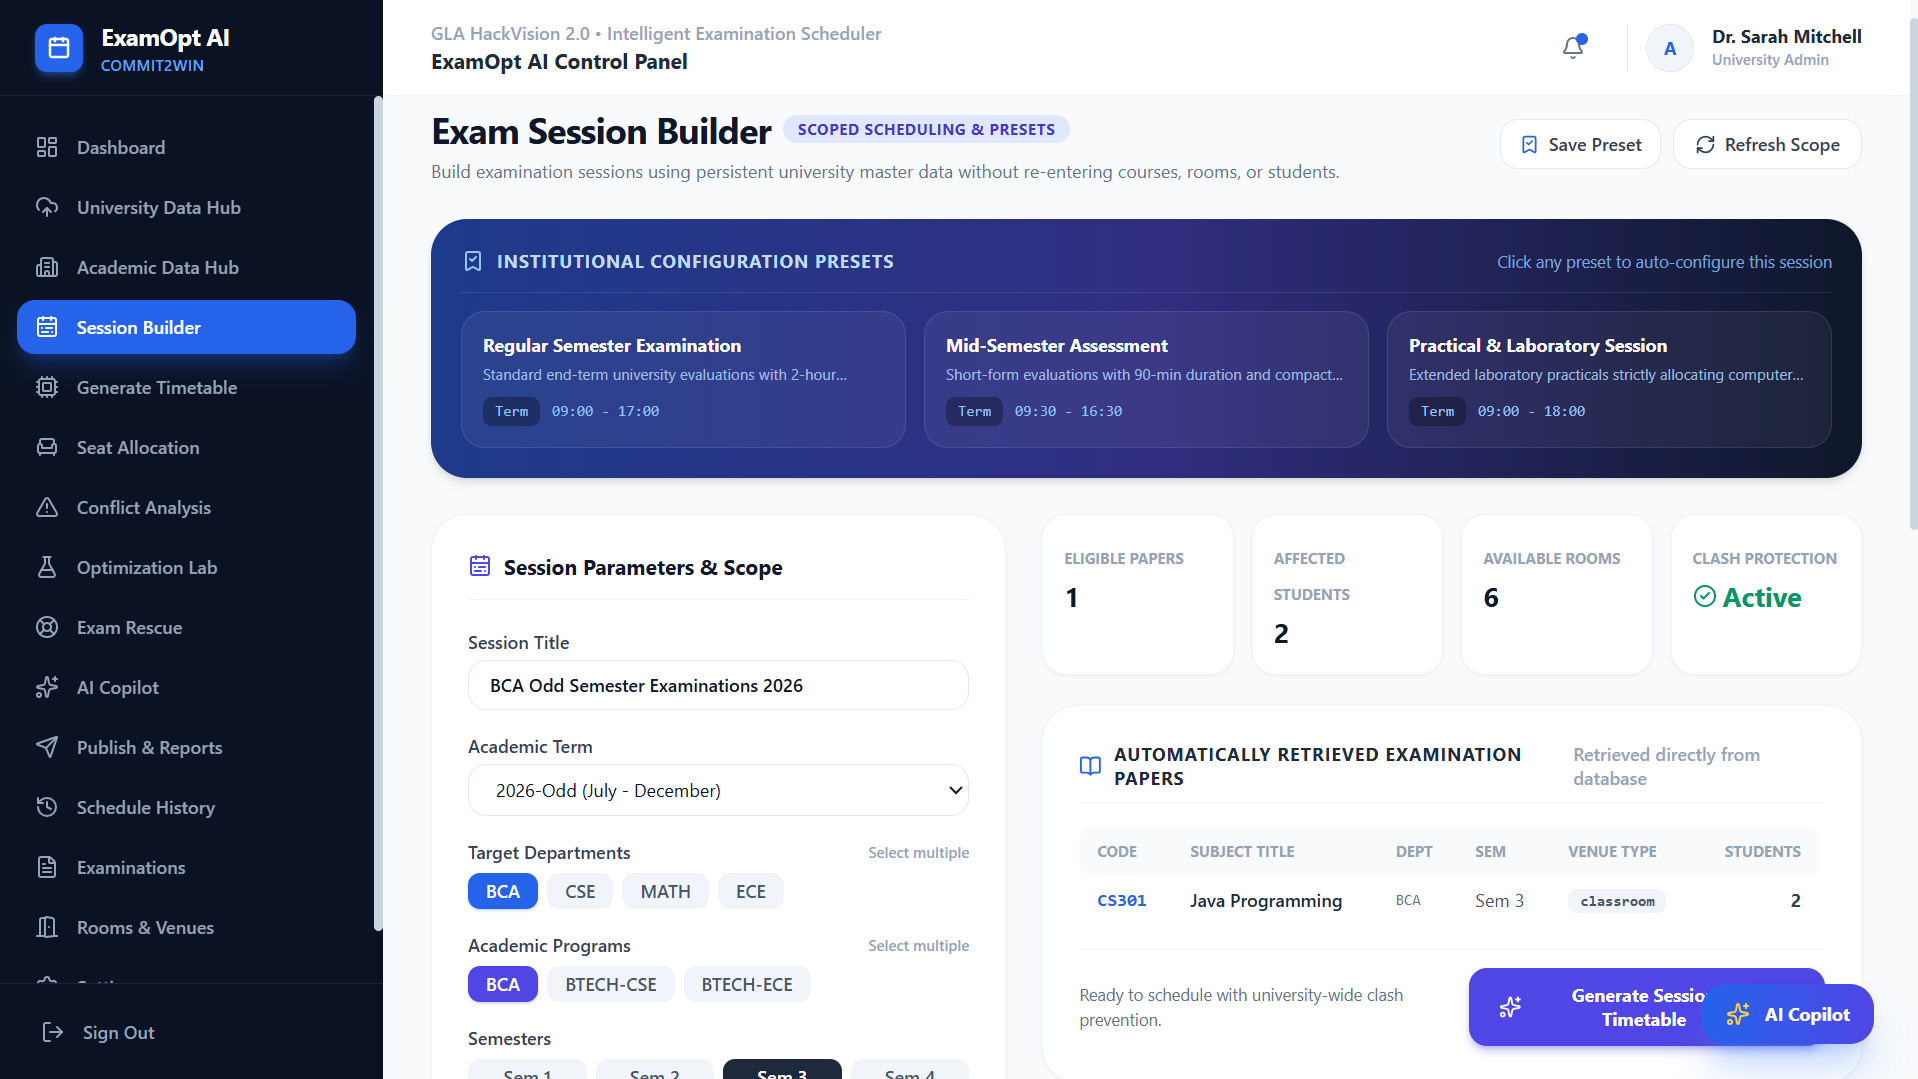 ExamOpt AI
COMMIT2WIN
Dashboard
University Data Hub
Academic Data Hub
Session Builder
Generate Timetable
Seat Allocation
Conflict Analysis
Optimization Lab
Exam Rescue
AI Copilot
Publish & Reports
Schedule History
Examinations
Rooms & Venues
Sign Out
GLA HackVision 2.0 • Intelligent Examination Scheduler
ExamOpt AI Control Panel
A
Dr. Sarah Mitchell
University Admin
Exam Session Builder
SCOPED SCHEDULING & PRESETS
Build examination sessions using persistent university master data without re-entering courses, rooms, or students.
Save Preset
Refresh Scope
INSTITUTIONAL CONFIGURATION PRESETS
Click any preset to auto-configure this session
Regular Semester Examination
Standard end-term university evaluations with 2-hour...
Term 09:00 - 17:00
Mid-Semester Assessment
Short-form evaluations with 90-min duration and compact...
Term 09:30 - 16:30
Practical & Laboratory Session
Extended laboratory practicals strictly allocating computer...
Term 09:00 - 18:00
Session Parameters & Scope
Session Title
BCA Odd Semester Examinations 2026
Academic Term
2026-Odd (July - December)
Target Departments Select multiple
BCA CSE MATH ECE
Academic Programs Select multiple
BCA BTECH-CSE BTECH-ECE
Semesters
Sem 1 Sem 2 Sem 3 Sem 4
ELIGIBLE PAPERS
1
AFFECTED
STUDENTS
2
AVAILABLE ROOMS
6
CLASH PROTECTION
Active
AUTOMATICALLY RETRIEVED EXAMINATION
PAPERS
Retrieved directly from
database
CODE SUBJECT TITLE DEPT SEM VENUE TYPE STUDENTS
CS301 Java Programming BCA Sem 3 classroom 2
Ready to schedule with university-wide clash
prevention.
Generate Sessio
Timetable
AI Copilot